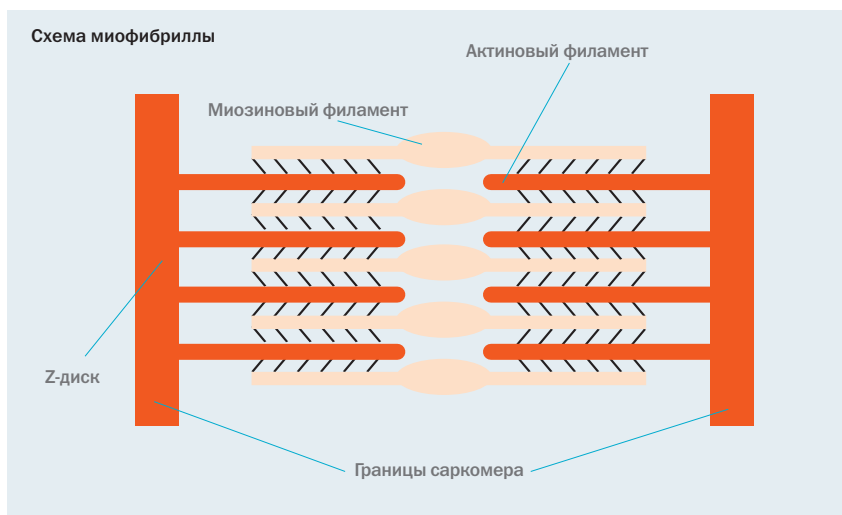 Схема миофибриллы
Актиновый филамент
Миозиновый филамент
Z-диск
Границы саркомера